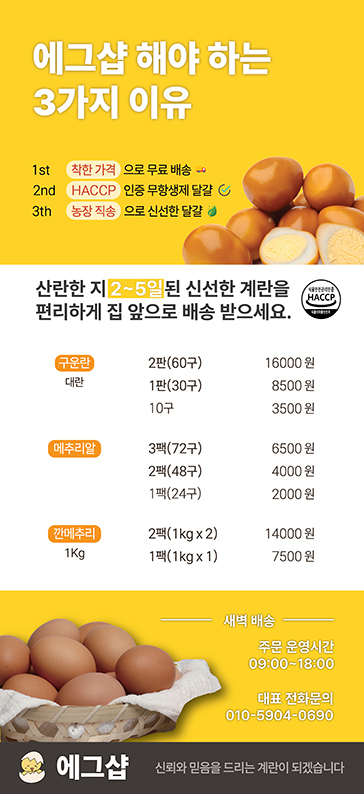 에그샵 해야 하는
3가지 이유
1st 착한 가격 으로 무료 배송
2nd HACCP 인증 무항생제 달걀
3th 농장 직송 으로 신선한 달걀
산란한 지 2~5일된 신선한 계란을
편리하게 집 앞으로 배송 받으세요.
HACCP
구운란 2판(60구) 16000 원
대란 1판(30구) 8500 원
10구 3500 원
메추리알 3팩(72구) 6500 원
2팩(48구) 4000 원
1팩(24구) 2000 원
깐메추리 2팩(1kg x 2) 14000 원
1Kg 1팩(1kg x 1) 7500 원
새벽 배송
주문 운영시간
09:00~18:00
대표 전화문의
010-5904-0690
에그샵 신뢰와 믿음을 드리는 계란이 되겠습니다